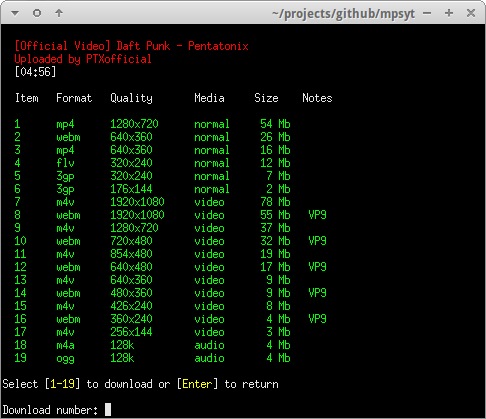 ~/projects/github/mpsyt
[Official Video] Daft Punk - Pentatonix
Uploaded by PTXofficial
[04:56]
Item Format Quality Media Size Notes
1 mp4 1280x720 normal 54 Mb
2 webm 640x360 normal 26 Mb
3 mp4 640x360 normal 16 Mb
4 flv 320x240 normal 12 Mb
5 3gp 320x240 normal 7 Mb
6 3gp 176x144 normal 2 Mb
7 m4v 1920x1080 video 78 Mb
8 webm 1920x1080 video 55 Mb VP9
9 m4v 1280x720 video 37 Mb
10 webm 720x480 video 32 Mb VP9
11 m4v 854x480 video 19 Mb
12 webm 640x480 video 17 Mb VP9
13 m4v 640x360 video 9 Mb
14 webm 480x360 video 9 Mb VP9
15 m4v 426x240 video 8 Mb
16 webm 360x240 video 4 Mb VP9
17 m4v 256x144 video 3 Mb
18 m4a 128k audio 4 Mb
19 ogg 128k audio 4 Mb
Select [1-19] to download or [Enter] to return
Download number: